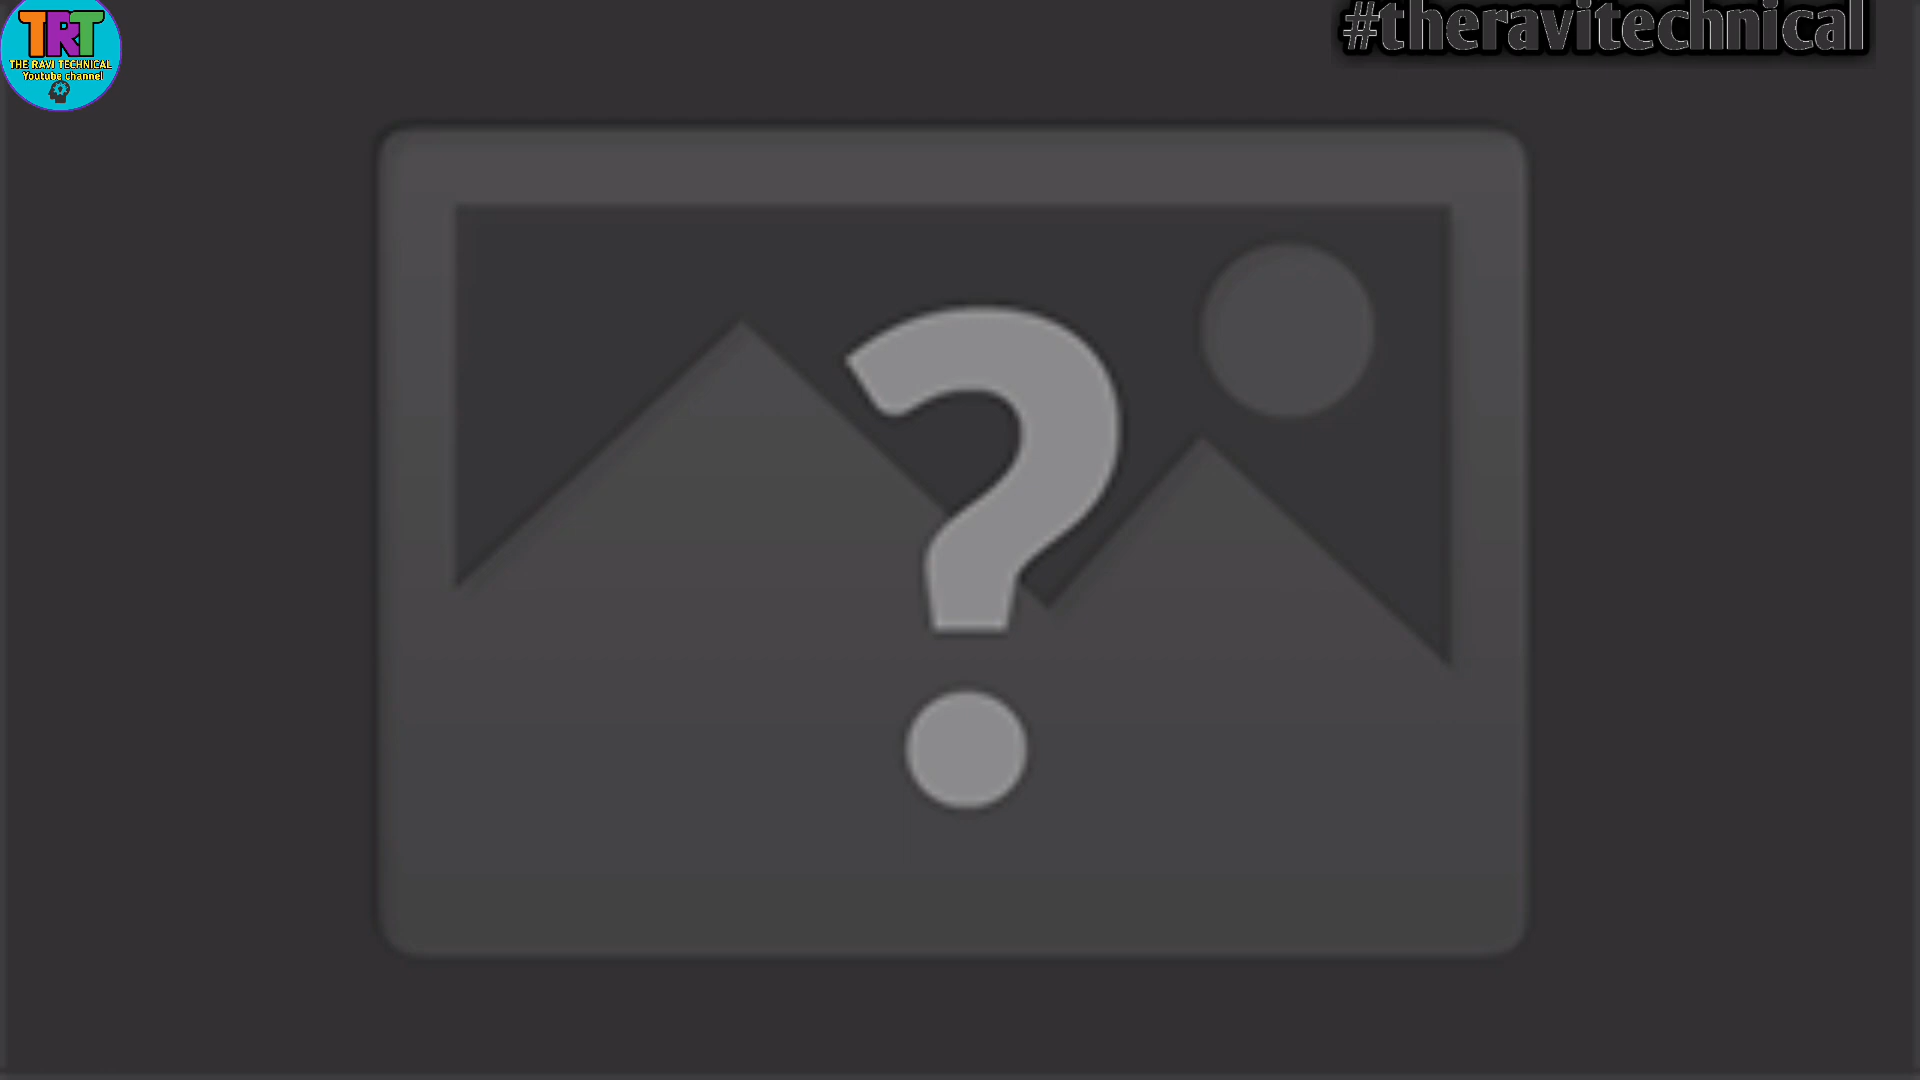 TRT
THE RAVI TECHNICAL
Youtube channel
#theravitechnical
?